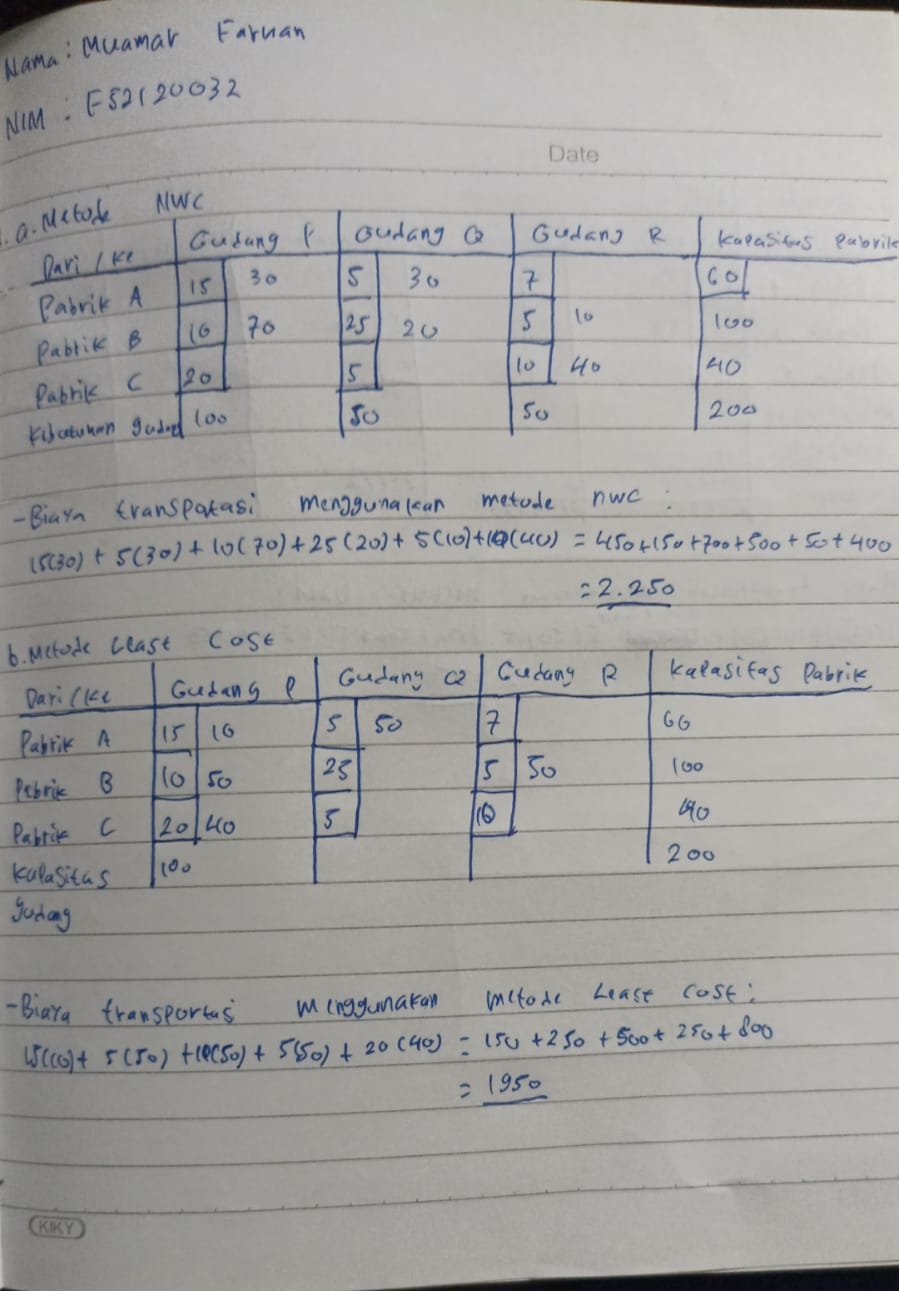 Nama : Muamar Faruan
NIM : F52120032
Date
1. a. Metode NWC
Dari / Ke Gudang P Gudang Q Gudang R Kapasitas Pabrik
Pabrik A 15 30 5 30 7 60
Pabrik B 10 70 25 20 5 10 100
Pabrik C 20 5 10 40 40
Kebutuhan gudang 100 50 50 200
- Biaya transpotasi menggunakan metode nwc :
15(30) + 5(30) + 10(70) + 25(20) + 5(10) + 10(40) = 450 + 150 + 700 + 500 + 50 + 400
= 2.250
b. Metode Least Cost
Dari / Ke Gudang P Gudang Q Gudang R Kapasitas Pabrik
Pabrik A 15 10 5 50 7 60
Pabrik B 10 50 25 5 50 100
Pabrik C 20 40 5 10 40
Kapasitas 100 200
gudang
- Biaya transportasi menggunakan metode Least Cost :
15(10) + 5(50) + 10(50) + 5(50) + 20(40) = 150 + 250 + 500 + 250 + 800
= 1950
KIKY